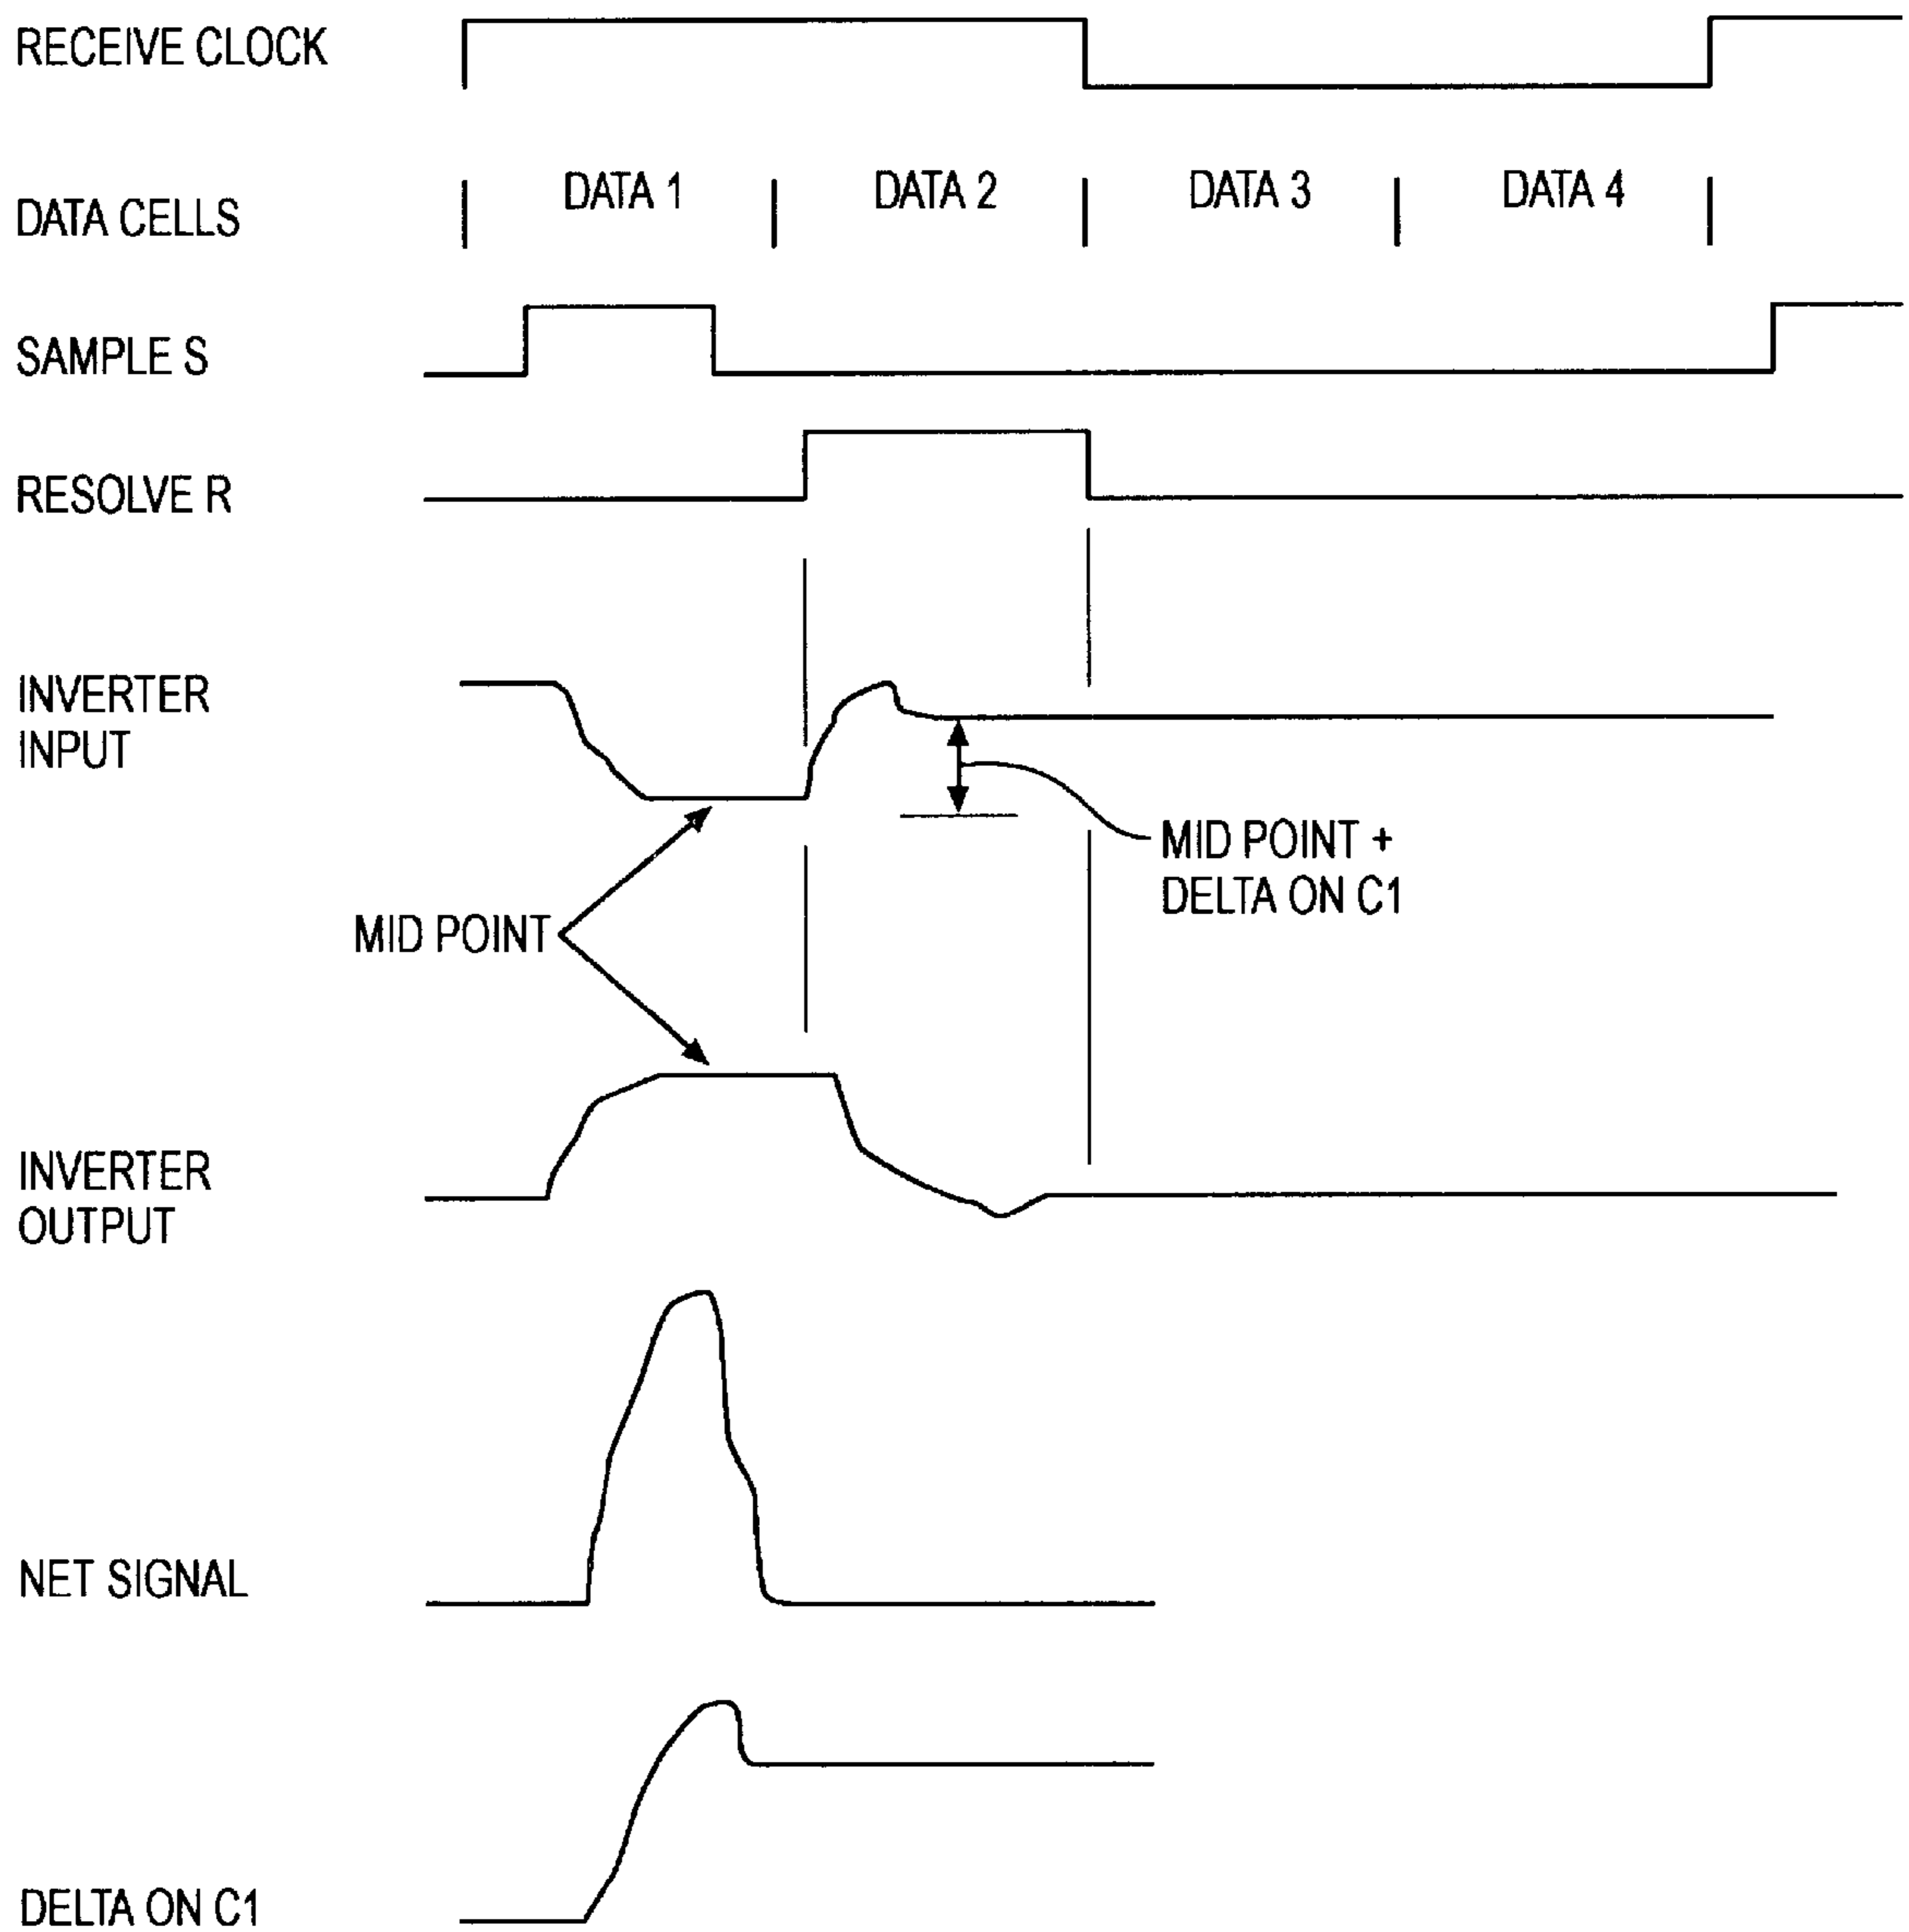 RECEIVE CLOCK
DATA CELLS
DATA 1
DATA 2
DATA 3
DATA 4
SAMPLE S
RESOLVE R
INVERTER
INPUT
MID POINT +
DELTA ON C1
MID POINT
INVERTER
OUTPUT
NET SIGNAL
DELTA ON C1